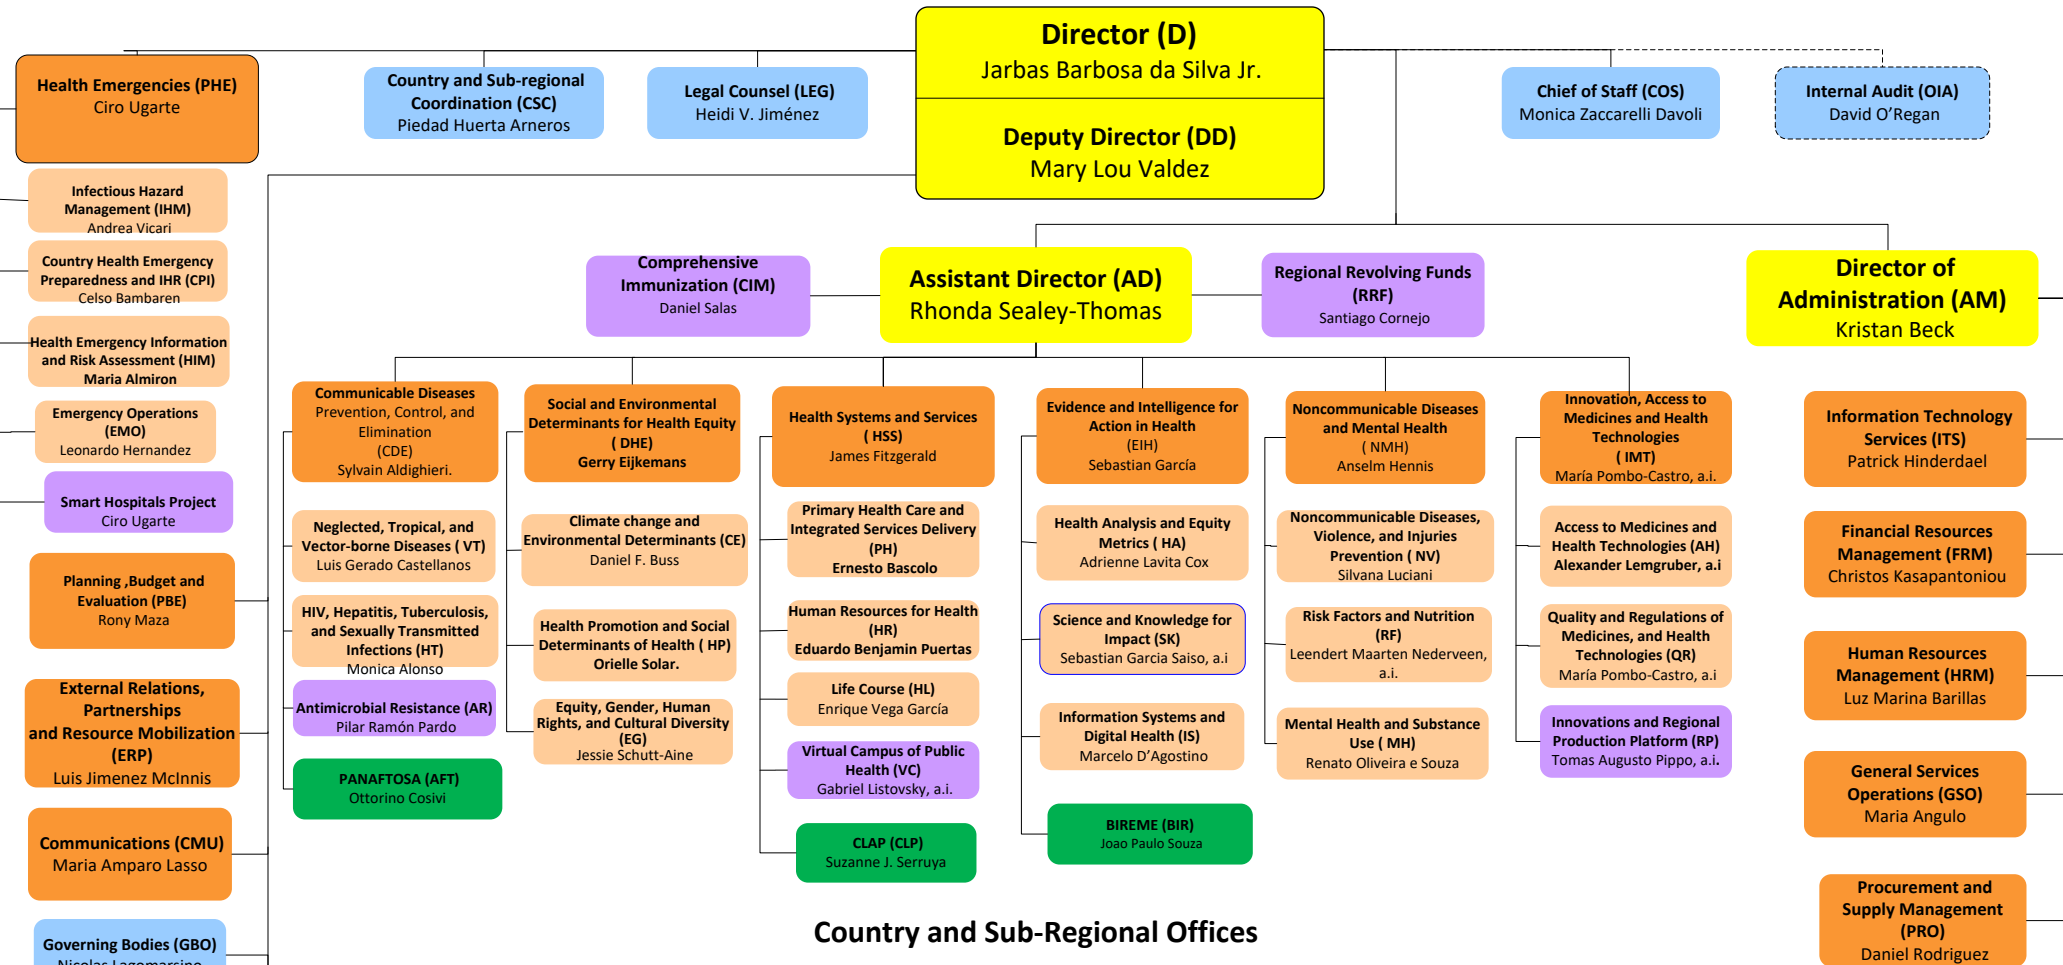 Director (D)
Jarbas Barbosa da Silva Jr.
Deputy Director (DD)
Mary Lou Valdez
Health Emergencies (PHE)
Ciro Ugarte
Country and Sub-regional
Coordination (CSC)
Piedad Huerta Arneros
Legal Counsel (LEG)
Heidi V. Jiménez
Chief of Staff (COS)
Monica Zaccarelli Davoli
Internal Audit (OIA)
David O’Regan
Infectious Hazard
Management (IHM)
Andrea Vicari
Country Health Emergency
Preparedness and IHR (CPI)
Celso Bambaren
Health Emergency Information
and Risk Assessment (HIM)
Maria Almiron
Emergency Operations
(EMO)
Leonardo Hernandez
Smart Hospitals Project
Ciro Ugarte
Planning ,Budget and
Evaluation (PBE)
Rony Maza
External Relations,
Partnerships
and Resource Mobilization
(ERP)
Luis Jimenez McInnis
Communications (CMU)
Maria Amparo Lasso
Governing Bodies (GBO)
Nicolas Lagomarsino
Comprehensive
Immunization (CIM)
Daniel Salas
Assistant Director (AD)
Rhonda Sealey-Thomas
Regional Revolving Funds
(RRF)
Santiago Cornejo
Director of
Administration (AM)
Kristan Beck
Communicable Diseases
Prevention, Control, and
Elimination
(CDE)
Sylvain Aldighieri.
Neglected, Tropical, and
Vector-borne Diseases ( VT)
Luis Gerado Castellanos
HIV, Hepatitis, Tuberculosis,
and Sexually Transmitted
Infections (HT)
Monica Alonso
Antimicrobial Resistance (AR)
Pilar Ramón Pardo
PANAFTOSA (AFT)
Ottorino Cosivi
Social and Environmental
Determinants for Health Equity
( DHE)
Gerry Eijkemans
Climate change and
Environmental Determinants (CE)
Daniel F. Buss
Health Promotion and Social
Determinants of Health ( HP)
Orielle Solar.
Equity, Gender, Human
Rights, and Cultural Diversity
(EG)
Jessie Schutt-Aine
Health Systems and Services
( HSS)
James Fitzgerald
Primary Health Care and
Integrated Services Delivery
(PH)
Ernesto Bascolo
Human Resources for Health
(HR)
Eduardo Benjamin Puertas
Life Course (HL)
Enrique Vega García
Virtual Campus of Public
Health (VC)
Gabriel Listovsky, a.i.
CLAP (CLP)
Suzanne J. Serruya
Evidence and Intelligence for
Action in Health
(EIH)
Sebastian García
Health Analysis and Equity
Metrics ( HA)
Adrienne Lavita Cox
Science and Knowledge for
Impact (SK)
Sebastian Garcia Saiso, a.i
Information Systems and
Digital Health (IS)
Marcelo D’Agostino
BIREME (BIR)
Joao Paulo Souza
Noncommunicable Diseases
and Mental Health
( NMH)
Anselm Hennis
Noncommunicable Diseases,
Violence, and Injuries
Prevention ( NV)
Silvana Luciani
Risk Factors and Nutrition
(RF)
Leendert Maarten Nederveen,
a.i.
Mental Health and Substance
Use ( MH)
Renato Oliveira e Souza
Innovation, Access to
Medicines and Health
Technologies
( IMT)
María Pombo-Castro, a.i.
Access to Medicines and
Health Technologies (AH)
Alexander Lemgruber, a.i
Quality and Regulations of
Medicines, and Health
Technologies (QR)
María Pombo-Castro, a.i
Innovations and Regional
Production Platform (RP)
Tomas Augusto Pippo, a.i.
Information Technology
Services (ITS)
Patrick Hinderdael
Financial Resources
Management (FRM)
Christos Kasapantoniou
Human Resources
Management (HRM)
Luz Marina Barillas
General Services
Operations (GSO)
Maria Angulo
Procurement and
Supply Management
(PRO)
Daniel Rodriguez
Country and Sub-Regional Offices